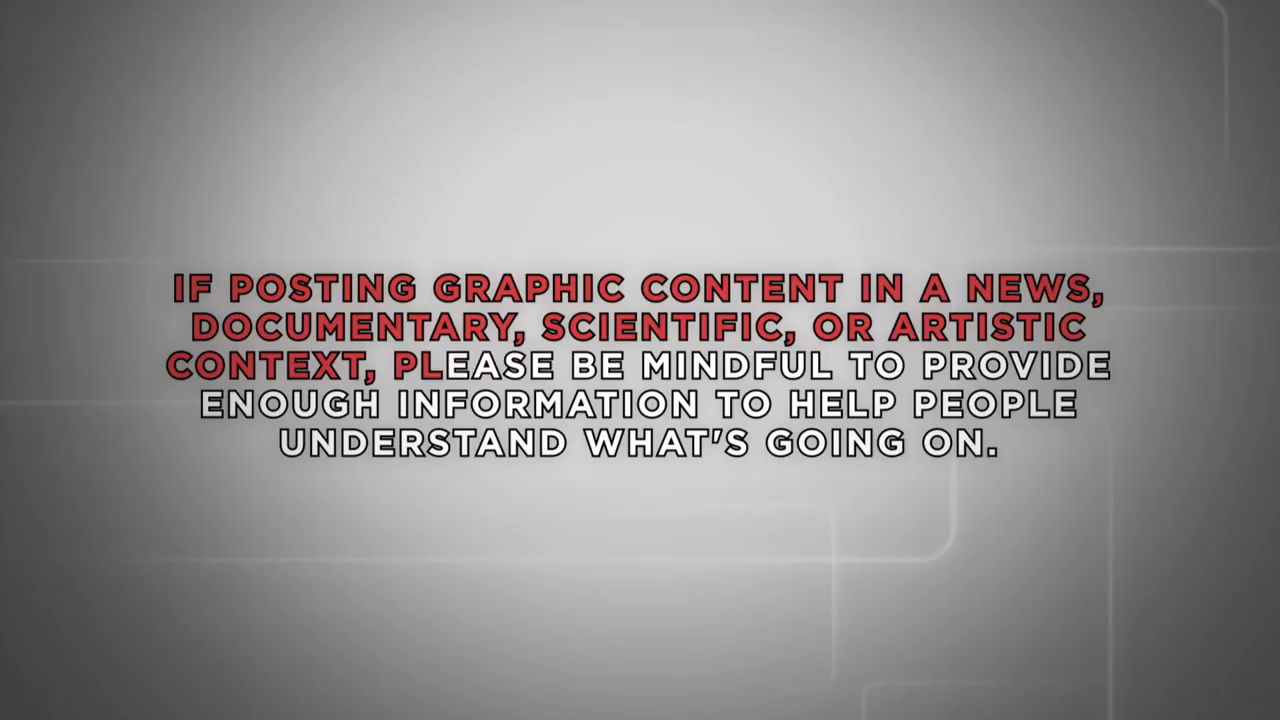 IF POSTING GRAPHIC CONTENT IN A NEWS,
DOCUMENTARY, SCIENTIFIC, OR ARTISTIC
CONTEXT, PLEASE BE MINDFUL TO PROVIDE
ENOUGH INFORMATION TO HELP PEOPLE
UNDERSTAND WHAT'S GOING ON.